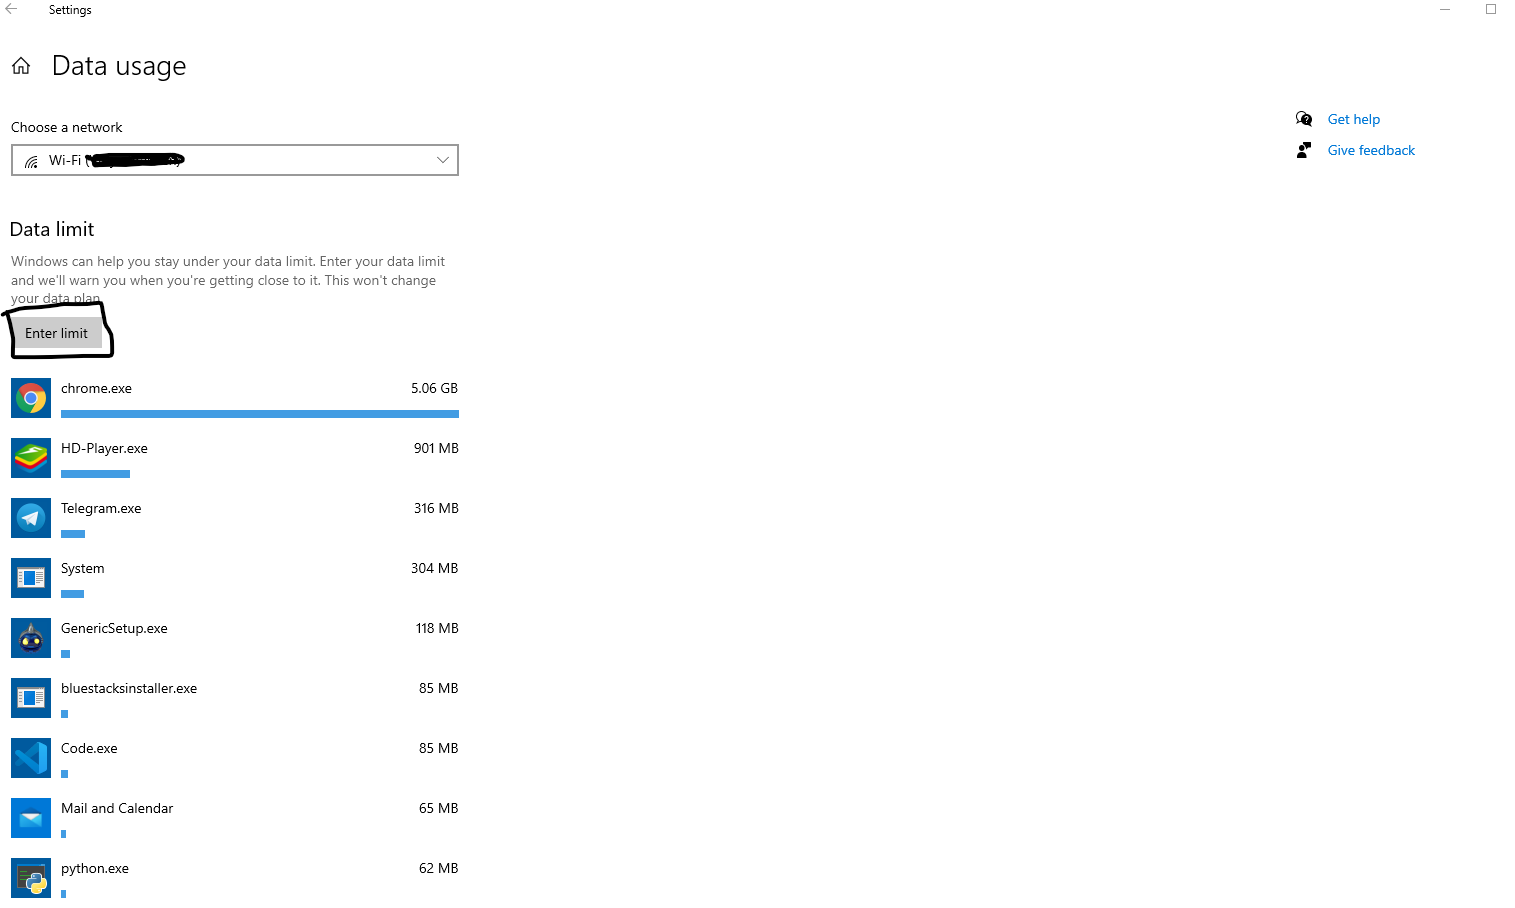 Settings
Data usage
Choose a network
Wi-Fi (
Get help
Give feedback
Data limit
Windows can help you stay under your data limit. Enter your data limit
and we'll warn you when you're getting close to it. This won't change
your data plan.
Enter limit
chrome.exe 5.06 GB
HD-Player.exe 901 MB
Telegram.exe 316 MB
System 304 MB
GenericSetup.exe 118 MB
bluestacksinstaller.exe 85 MB
Code.exe 85 MB
Mail and Calendar 65 MB
python.exe 62 MB